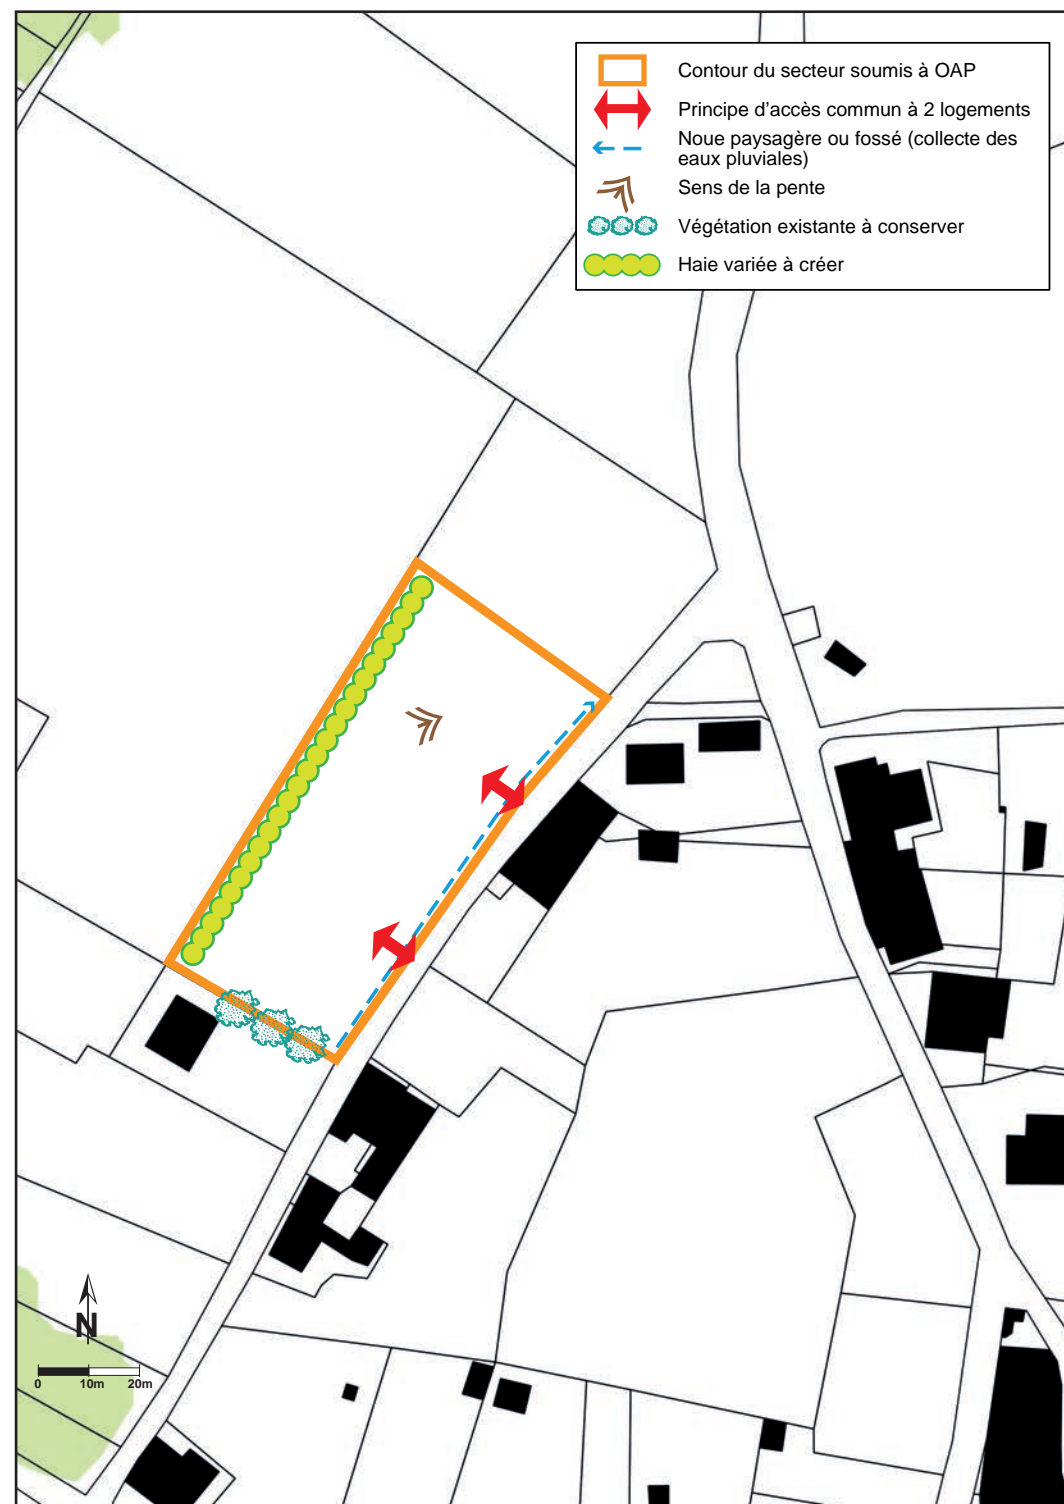 Contour du secteur soumis à OAP
Principe d'accès commun à 2 logements
Noue paysagère ou fossé (collecte des
eaux pluviales)
Sens de la pente
Végétation existante à conserver
Haie variée à créer
N
0 10m 20m